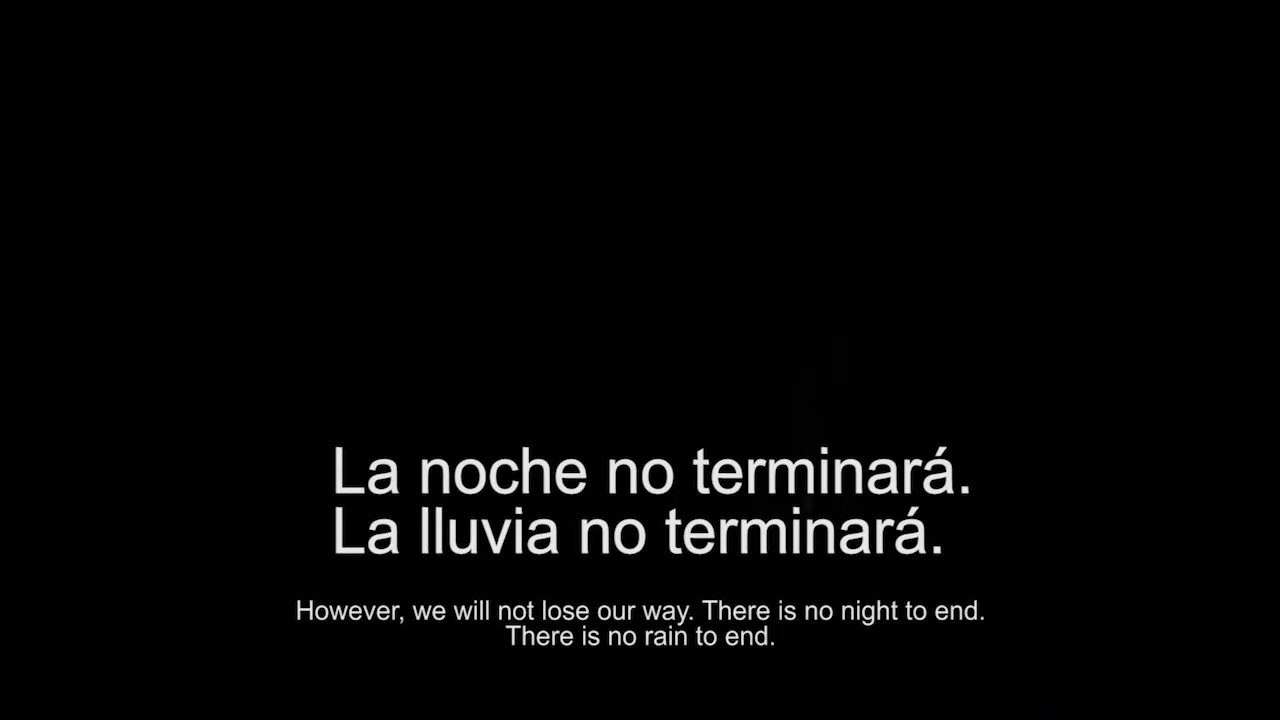 La noche no terminará.
La lluvia no terminará.
However, we will not lose our way. There is no night to end.
There is no rain to end.